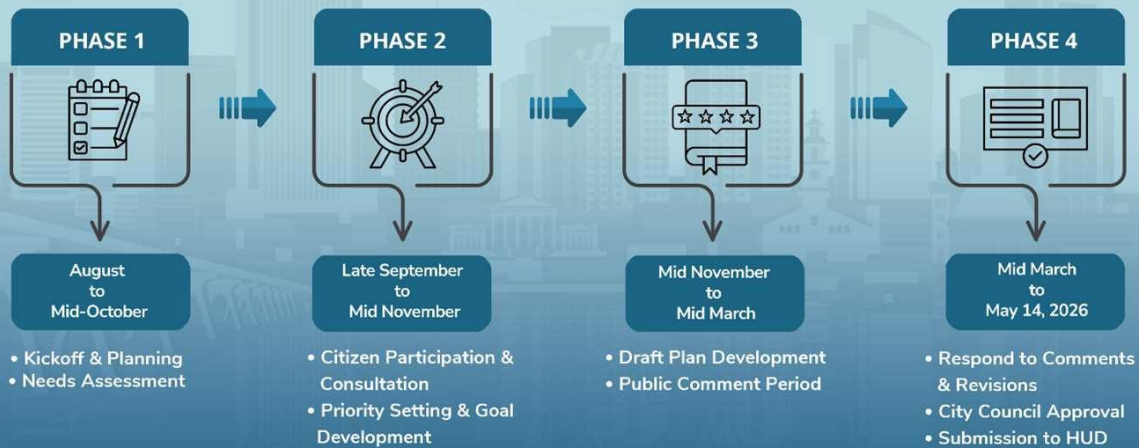 PHASE 1
PHASE 2
PHASE 3
PHASE 4
August
to
Mid-October
Late September
to
Mid November
Mid November
to
Mid March
Mid March
to
May 14, 2026
• Kickoff & Planning
• Needs Assessment
• Citizen Participation &
Consultation
• Priority Setting & Goal
Development
• Draft Plan Development
• Public Comment Period
• Respond to Comments
& Revisions
• City Council Approval
• Submission to HUD